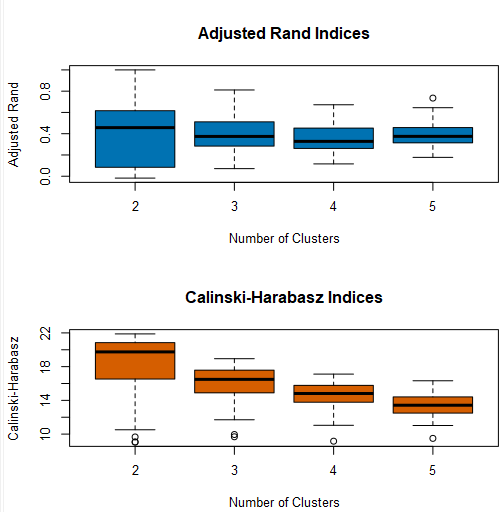 Adjusted Rand Indices
Adjusted Rand
0.8
0.4
0.0
2 3 4 5
Number of Clusters
Calinski-Harabasz Indices
Calinski-Harabasz
22
18
14
10
2 3 4 5
Number of Clusters